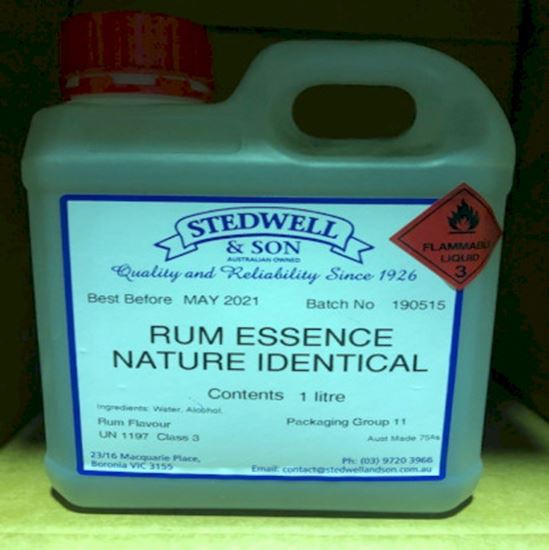 STEDWELL
& SON
AUSTRALIAN OWNED
Quality and Reliability Since 1926
Best Before MAY 2021 Batch No 190515
RUM ESSENCE
NATURE IDENTICAL
Contents 1 litre
Ingredients: Water, Alcohol,
Rum Flavour Packaging Group 11
UN 1197 Class 3 Aust Made
23/16 Macquarie Place, Ph: (03) 9720 3966
Boronia VIC 3155 Email: contact@stedwellandson.com.au
FLAMMABLE
LIQUID
3